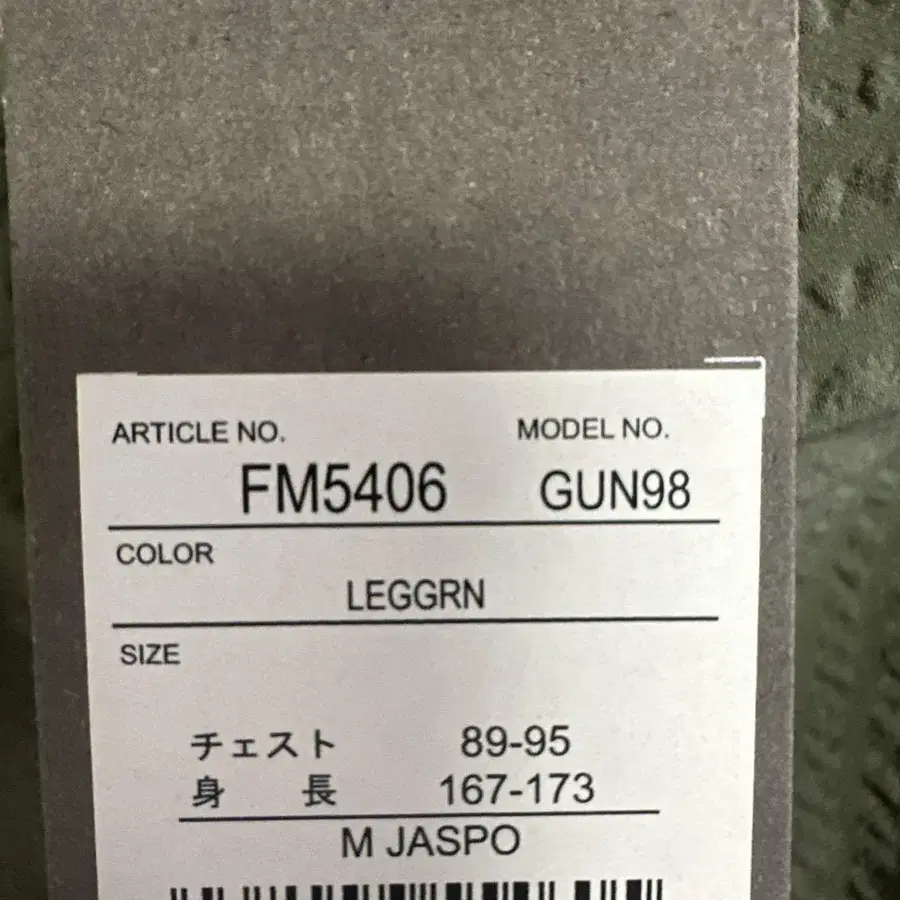 ARTICLE NO. MODEL NO.
FM5406 GUN98
COLOR
LEGGRN
SIZE
チェスト 89-95
身 長 167-173
M JASPO